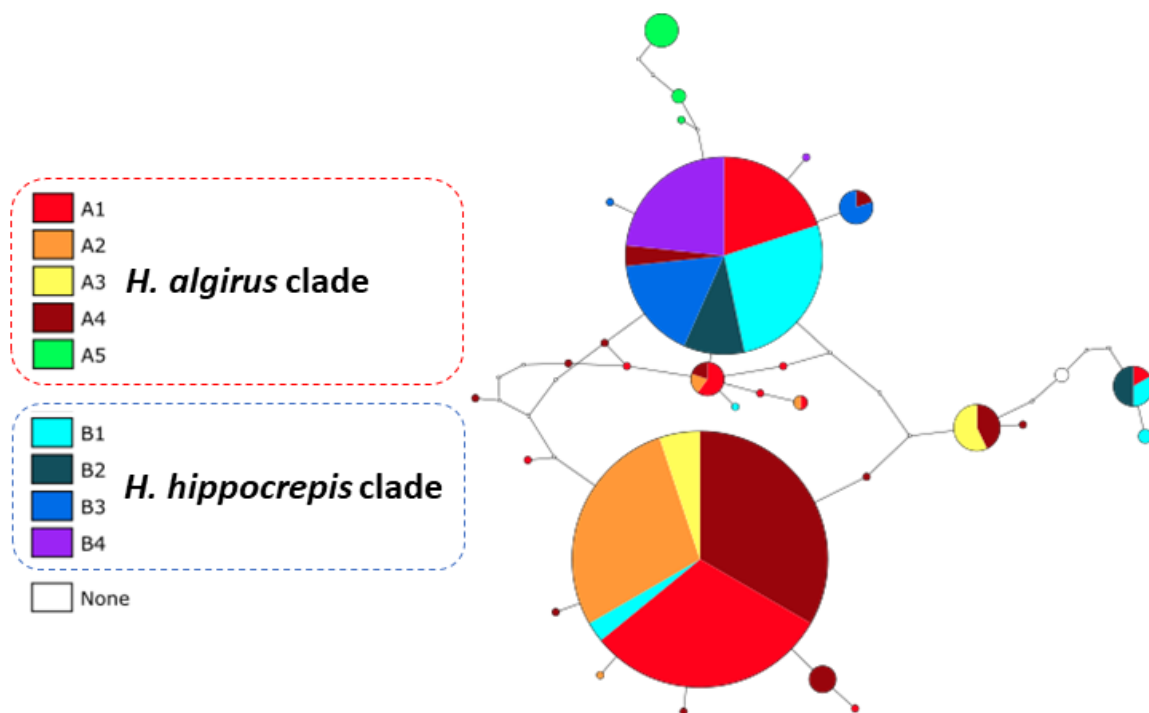 A1
A2
A3
A4
A5
H. algirus clade
B1
B2
B3
B4
H. hippocrepis clade
None